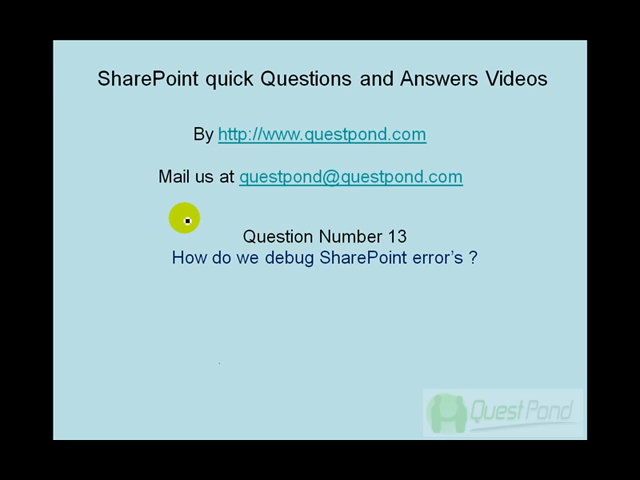 SharePoint quick Questions and Answers Videos
By http://www.questpond.com
Mail us at questpond@questpond.com
Question Number 13
How do we debug SharePoint error's ?
QuestPond